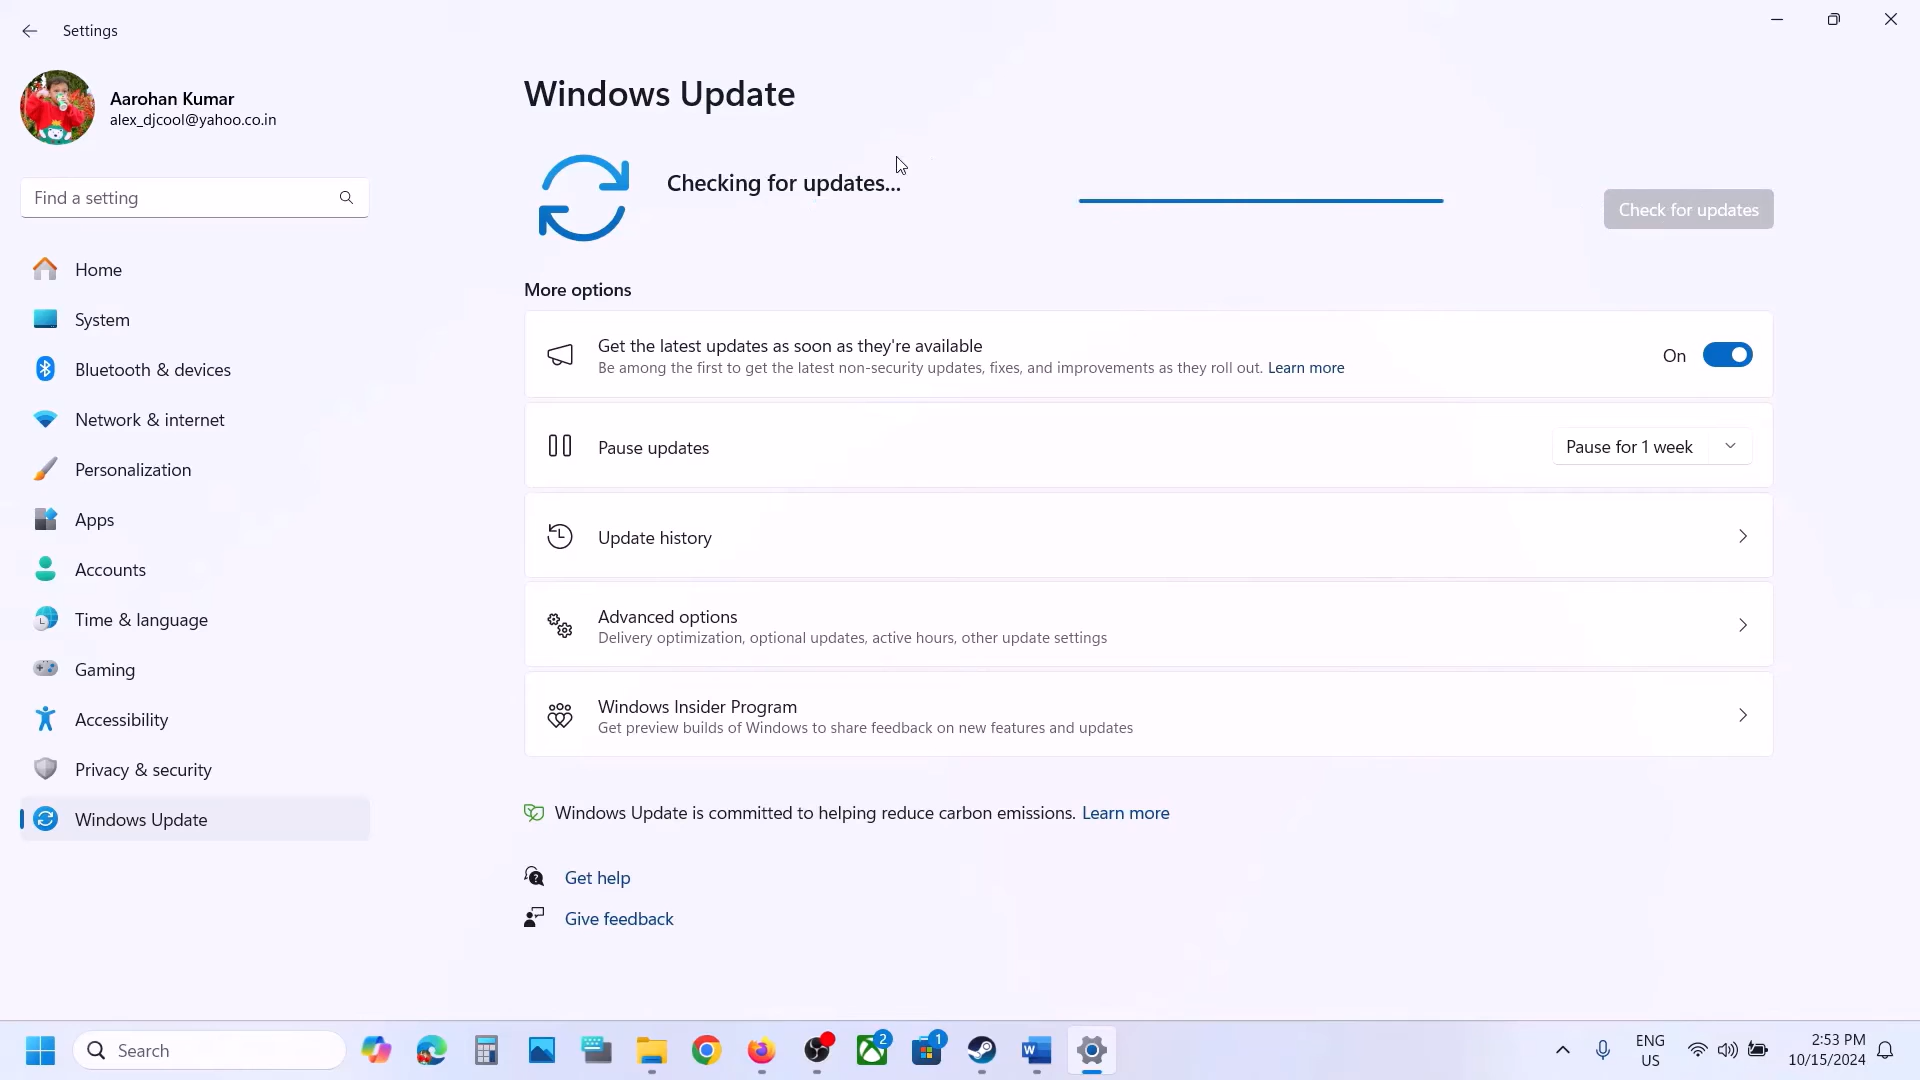 Settings
Aarohan Kumar
alex_djcool@yahoo.co.in
Find a setting
Home
System
Bluetooth & devices
Network & internet
Personalization
Apps
Accounts
Time & language
Gaming
Accessibility
Privacy & security
Windows Update
Windows Update
Checking for updates...
Check for updates
More options
Get the latest updates as soon as they're available
Be among the first to get the latest non-security updates, fixes, and improvements as they roll out. Learn more
On
Pause updates
Pause for 1 week
Update history
Advanced options
Delivery optimization, optional updates, active hours, other update settings
Windows Insider Program
Get preview builds of Windows to share feedback on new features and updates
Windows Update is committed to helping reduce carbon emissions. Learn more
Get help
Give feedback
Search
2
1
W
ENG
US
2:53 PM
10/15/2024